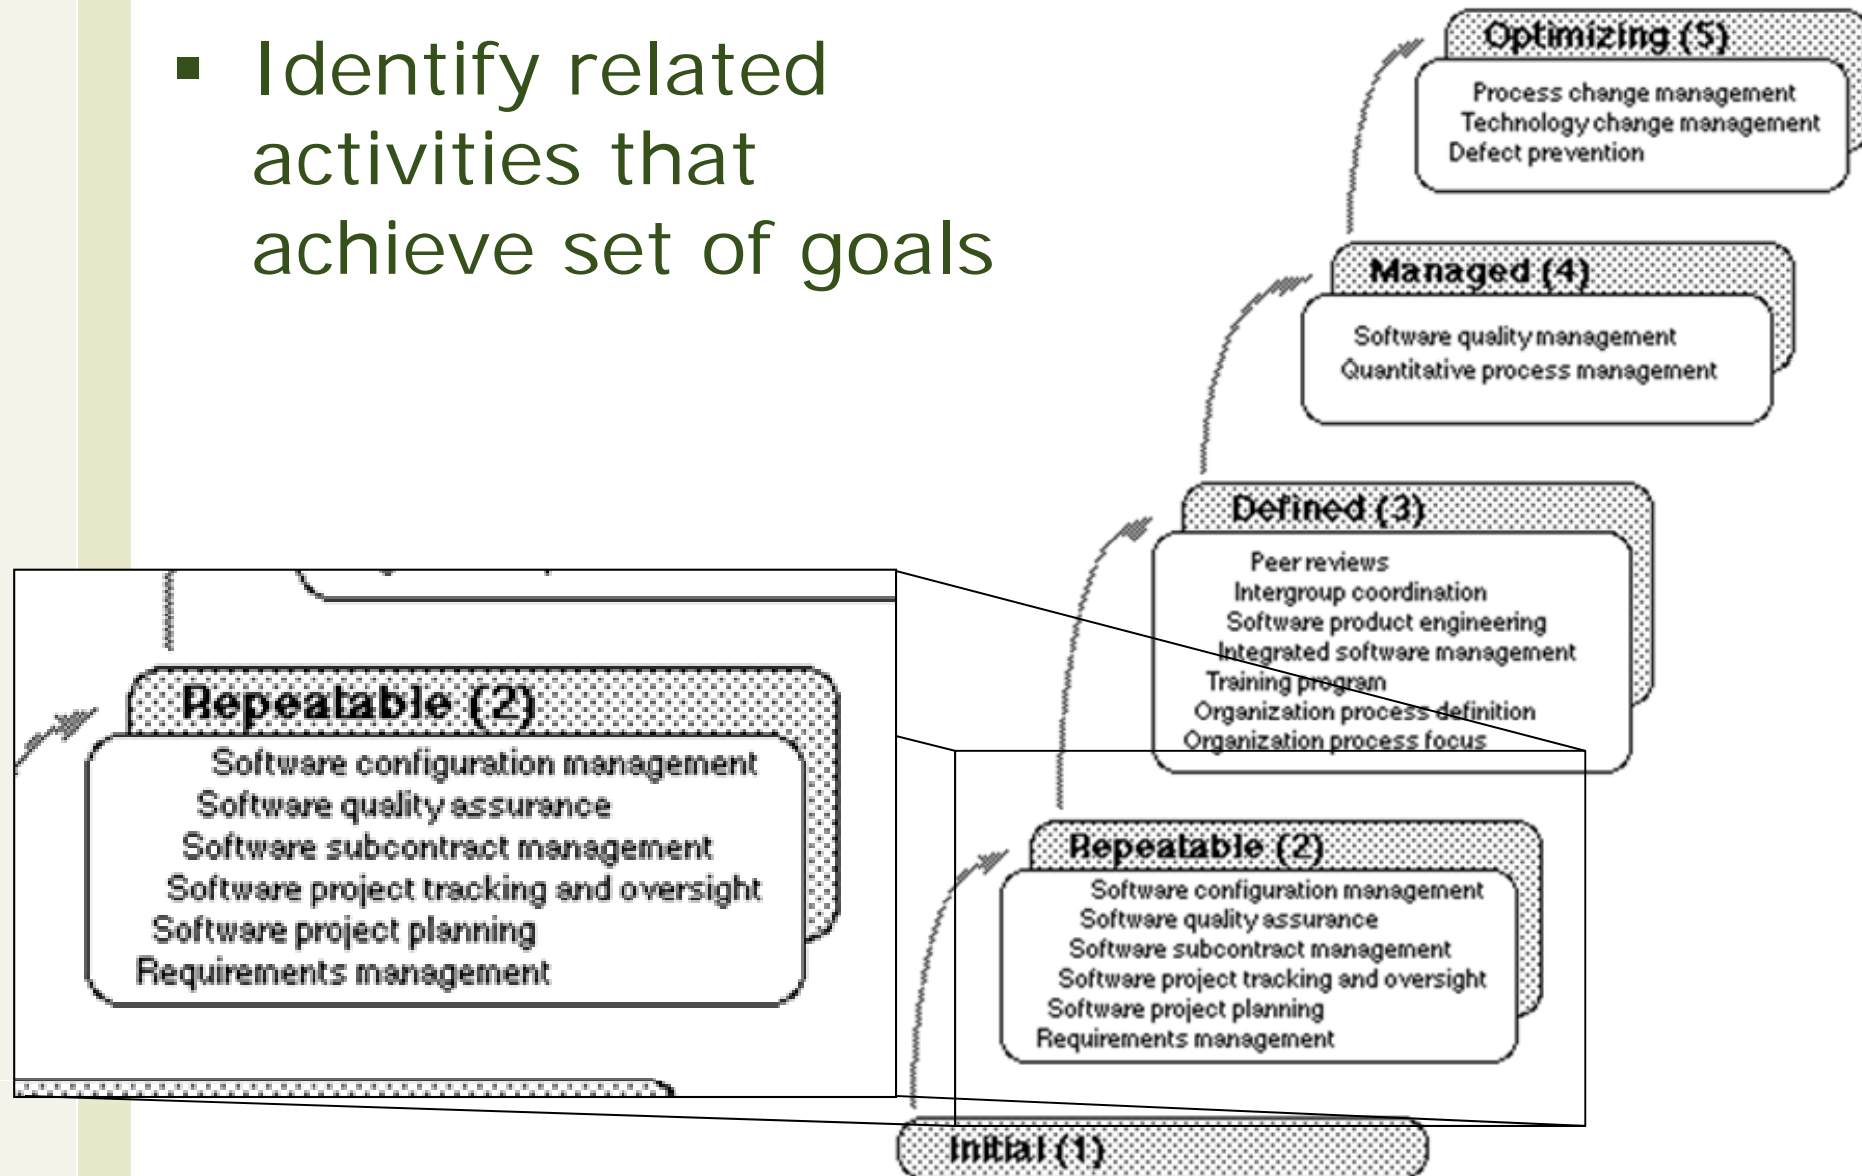 ▪ Identify related
activities that
achieve set of goals
Optimizing (5)
Process change management
Technology change management
Defect prevention
Managed (4)
Software quality management
Quantitative process management
Defined (3)
Peer reviews
Intergroup coordination
Software product engineering
Integrated software management
Training program
Organization process definition
Organization process focus
Repeatable (2)
Software configuration management
Software quality assurance
Software subcontract management
Software project tracking and oversight
Software project planning
Requirements management
Repeatable (2)
Software configuration management
Software quality assurance
Software subcontract management
Software project tracking and oversight
Software project planning
Requirements management
Initial (1)